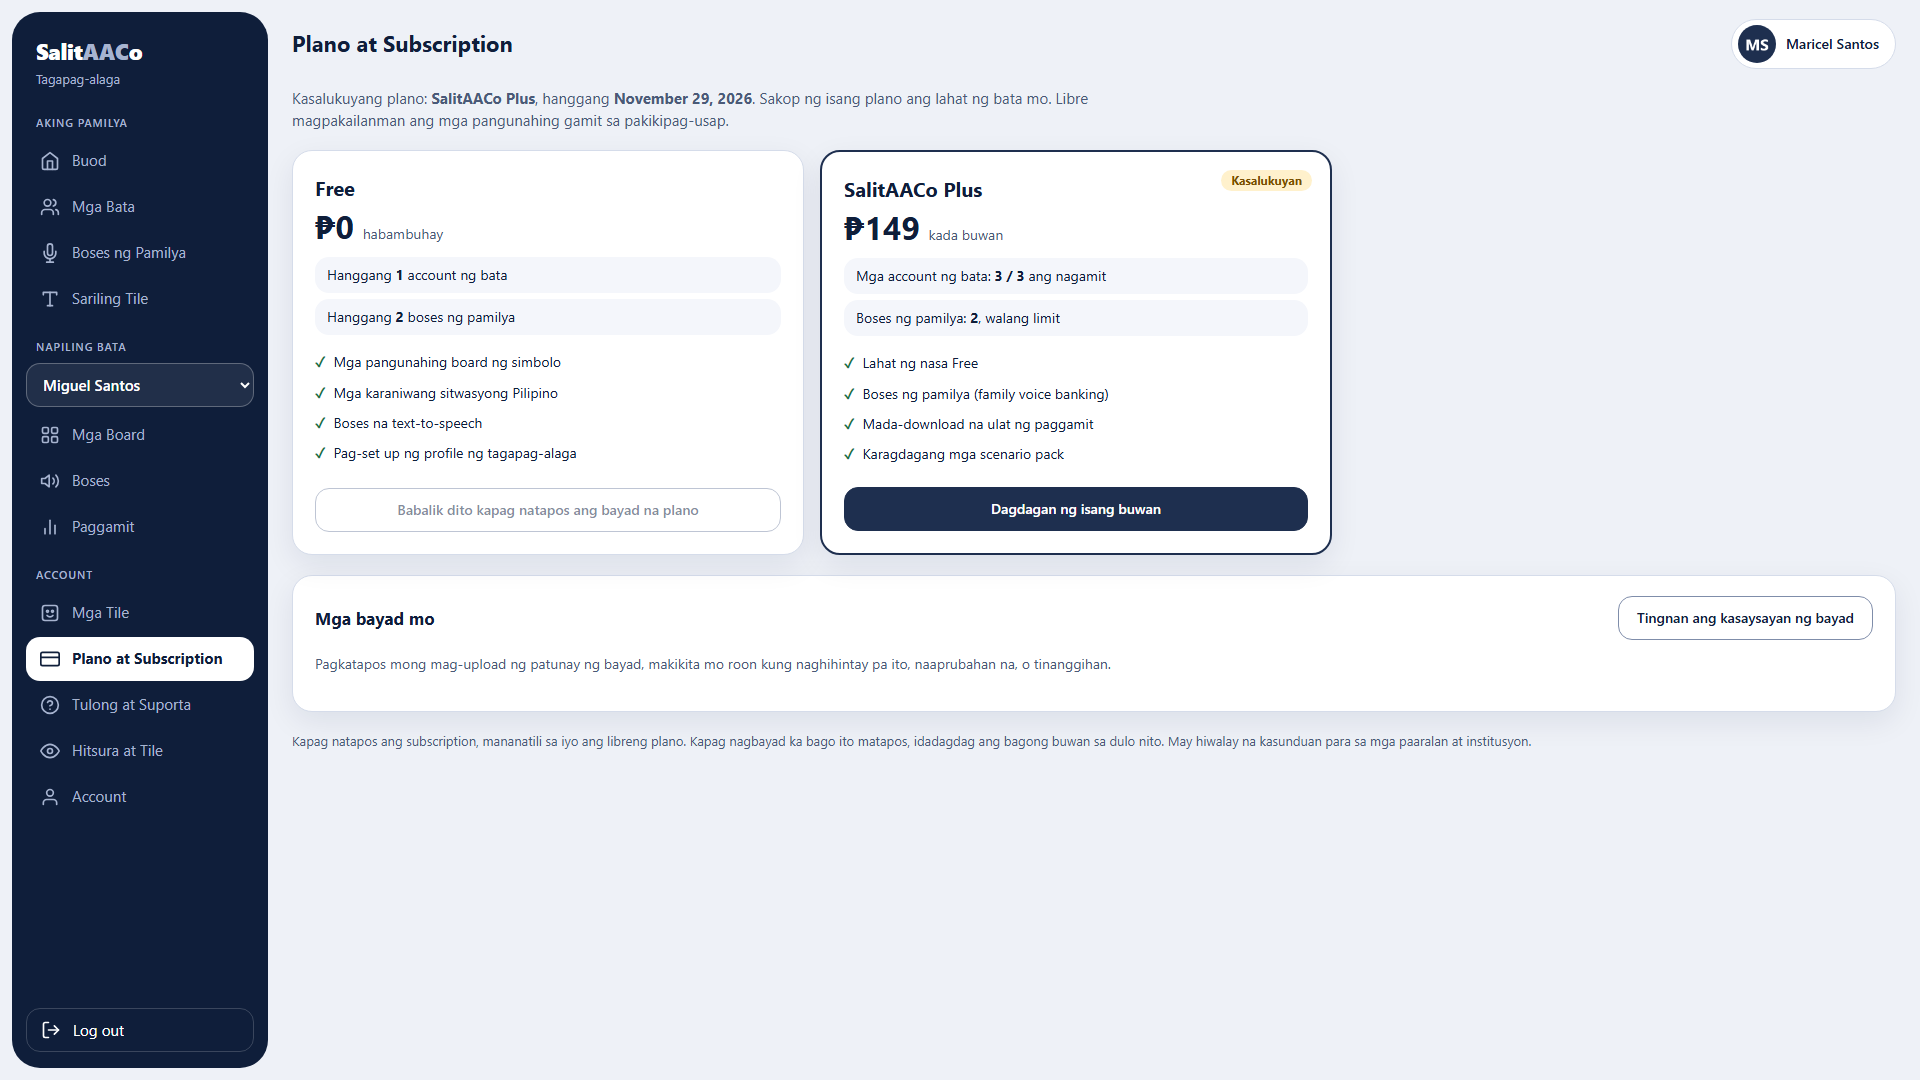 SalitAACo
Tagapag-alaga
AKING PAMILYA
Buod
Mga Bata
Boses ng Pamilya
Sariling Tile
NAPILING BATA
Miguel Santos
Mga Board
Boses
Paggamit
ACCOUNT
Mga Tile
Plano at Subscription
Tulong at Suporta
Hitsura at Tile
Account
Log out
Plano at Subscription
MS
Maricel Santos
Kasalukuyang plano: SalitAACo Plus, hanggang November 29, 2026. Sakop ng isang plano ang lahat ng bata mo. Libre
magpakailanman ang mga pangunahing gamit sa pakikipag-usap.
Free
₱0 habambuhay
Hanggang 1 account ng bata
Hanggang 2 boses ng pamilya
✓ Mga pangunahing board ng simbolo
✓ Mga karaniwang sitwasyong Pilipino
✓ Boses na text-to-speech
✓ Pag-set up ng profile ng tagapag-alaga
Babalik dito kapag natapos ang bayad na plano
Kasalukuyan
SalitAACo Plus
₱149 kada buwan
Mga account ng bata: 3 / 3 ang nagamit
Boses ng pamilya: 2, walang limit
✓ Lahat ng nasa Free
✓ Boses ng pamilya (family voice banking)
✓ Mada-download na ulat ng paggamit
✓ Karagdagang mga scenario pack
Dagdagan ng isang buwan
Mga bayad mo
Tingnan ang kasaysayan ng bayad
Pagkatapos mong mag-upload ng patunay ng bayad, makikita mo roon kung naghihintay pa ito, naaprubahan na, o tinanggihan.
Kapag natapos ang subscription, mananatili sa iyo ang libreng plano. Kapag nagbayad ka bago ito matapos, idadagdag ang bagong buwan sa dulo nito. May hiwalay na kasunduan para sa mga paaralan at institusyon.